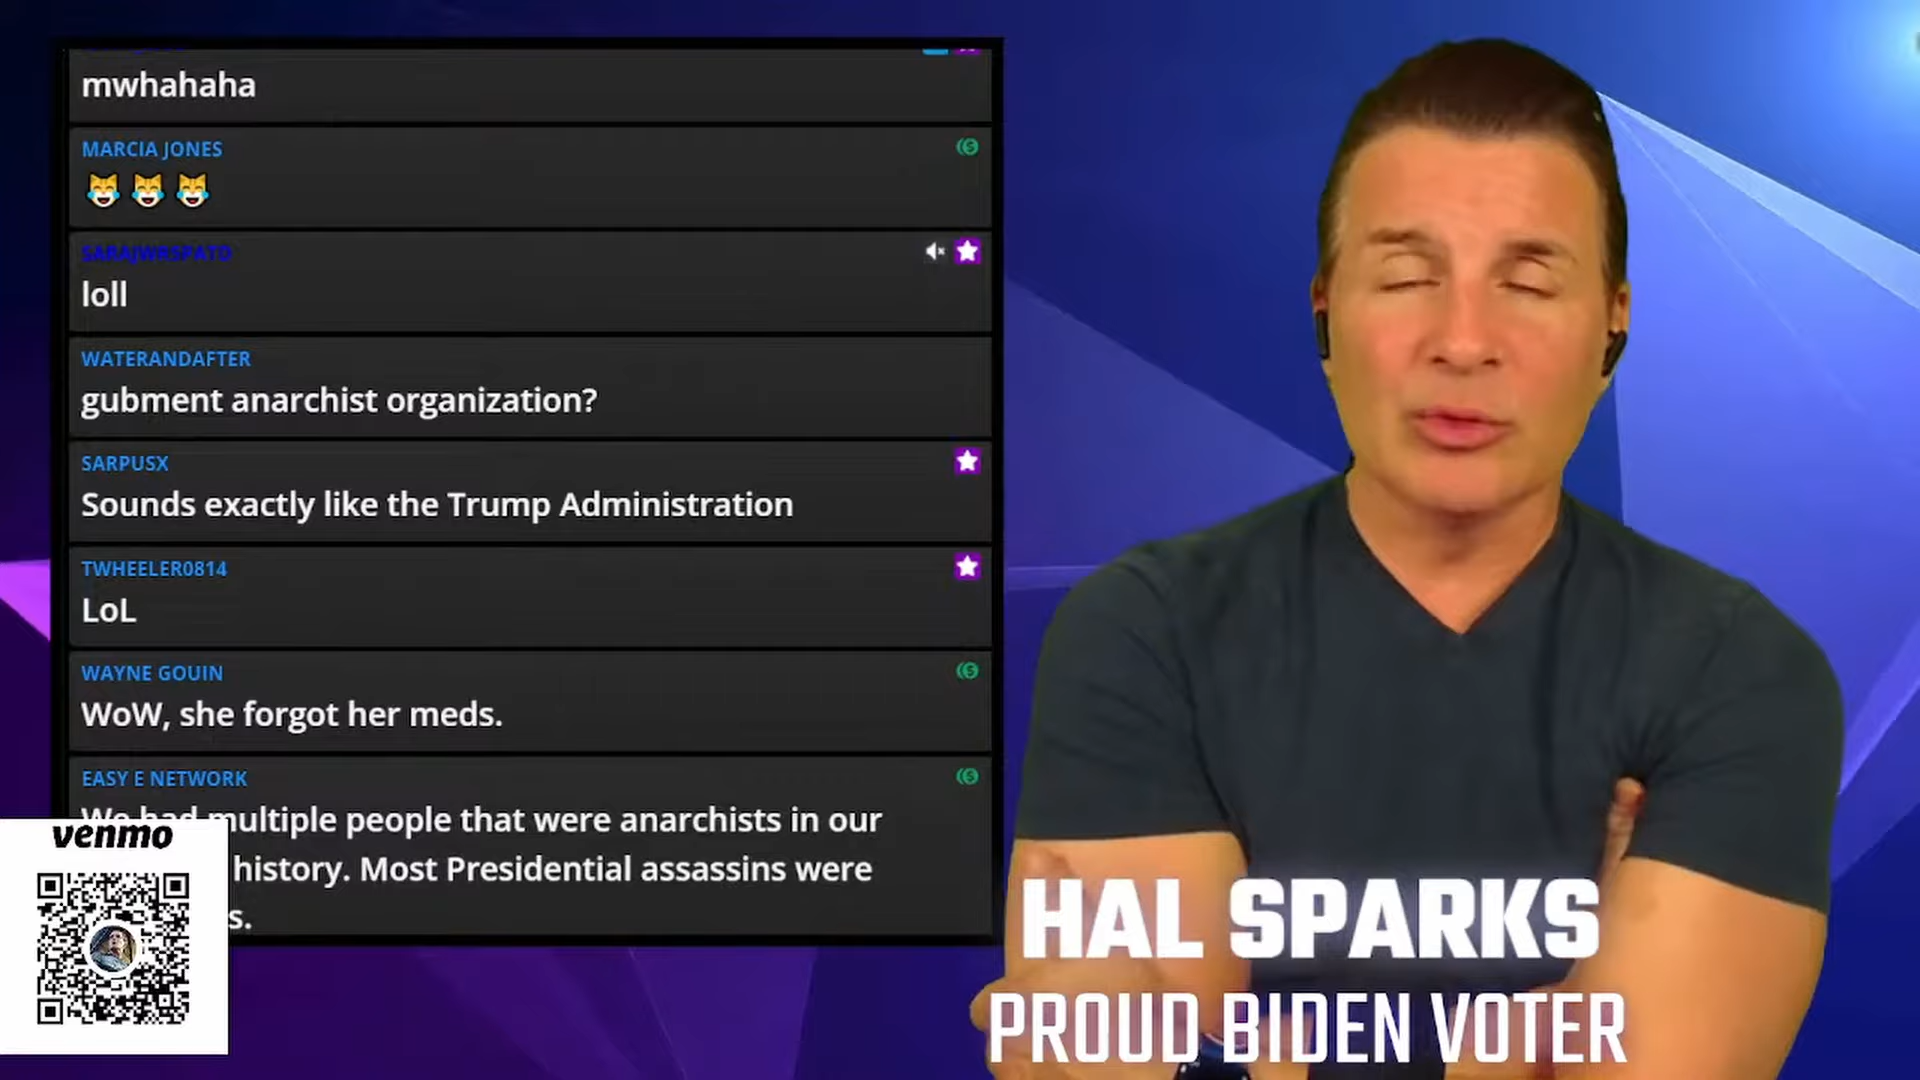 mwhahaha
MARCIA JONES
loll
WATERANDAFTER
gubment anarchist organization?
SARPUSX
Sounds exactly like the Trump Administration
TWHEELER0814
LoL
WAYNE GOUIN
WoW, she forgot her meds.
EASY E NETWORK
We had multiple people that were anarchists in our
history. Most Presidential assassins were
s.
venmo
HAL SPARKS
PROUD BIDEN VOTER